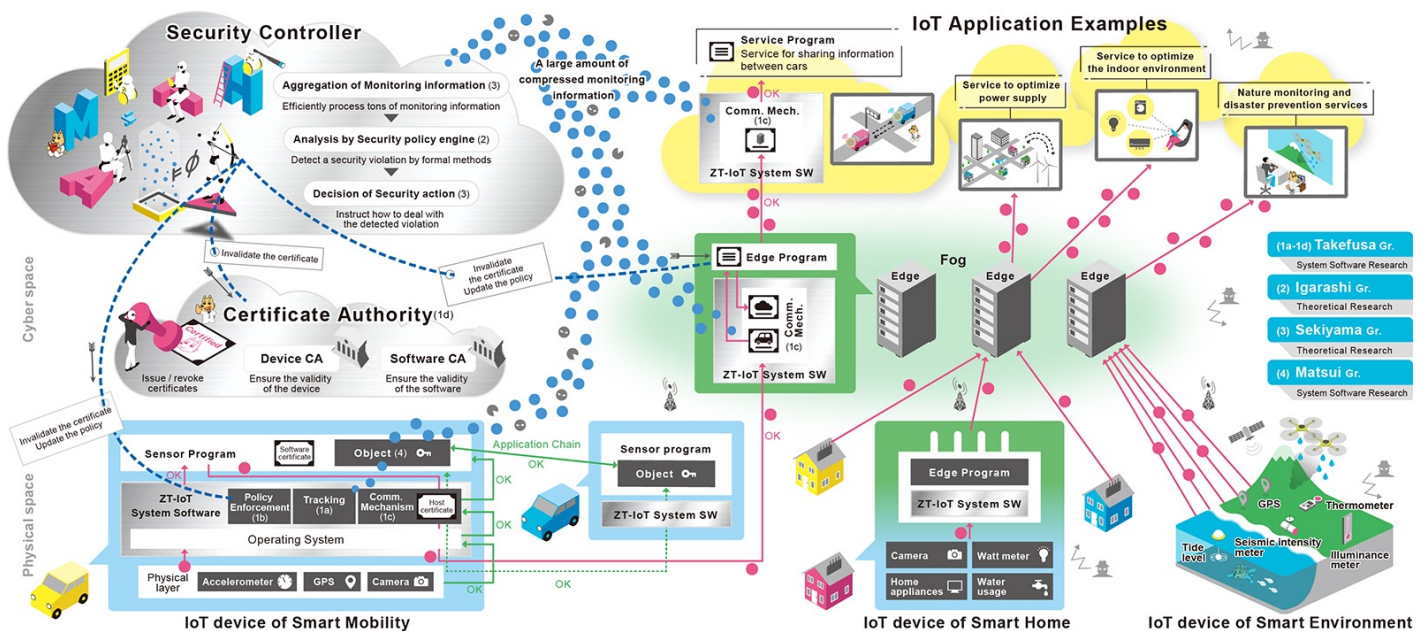 Security Controller
M
A
A
Aggregation of Monitoring information (3)
Efficiently process tons of monitoring information
Analysis by Security policy engine (2)
Detect a security violation by formal methods
Decision of Security action (3)
Instruct how to deal with
the detected violation
A large amount of
compressed monitoring
information
Invalidate the certificate
Invalidate
the certificate
Update the policy
Invalidate the certificate
Update the policy
Cyber space
Physical space
Certificate Authority (1d)
Certified
Issue / revoke
certificates
Device CA
Ensure the validity
of the device
Software CA
Ensure the validity
of the software
IoT Application Examples
Service Program
Service for sharing information
between cars
OK
Comm. Mech.
(1c)
ZT-IoT System SW
OK
Service to optimize
power supply
Service to optimize
the indoor environment
Nature monitoring and
disaster prevention services
Edge Program
Comm.
Mech.
(1c)
ZT-IoT System SW
Fog
Edge
Edge
Edge
(1a-1d) Takefusa Gr.
System Software Research
(2) Igarashi Gr.
Theoretical Research
(3) Sekiyama Gr.
Theoretical Research
(4) Matsui Gr.
System Software Research
Sensor Program
Software
certificate
Object (4)
OK
ZT-IoT
System Software
Policy
Enforcement
(1b)
Tracking
(1a)
Comm.
Mechanism
(1c)
Host
certificate
Operating System
Physical
layer
Accelerometer
GPS
Camera
OK
OK
OK
Application Chain
OK
OK
OK
OK
Sensor program
Object
ZT-IoT System SW
IoT device of Smart Mobility
Edge Program
ZT-IoT System SW
Camera
Watt meter
Home
appliances
Water
usage
IoT device of Smart Home
GPS
Thermometer
Tide
level
Seismic intensity
meter
Illuminance
meter
IoT device of Smart Environment